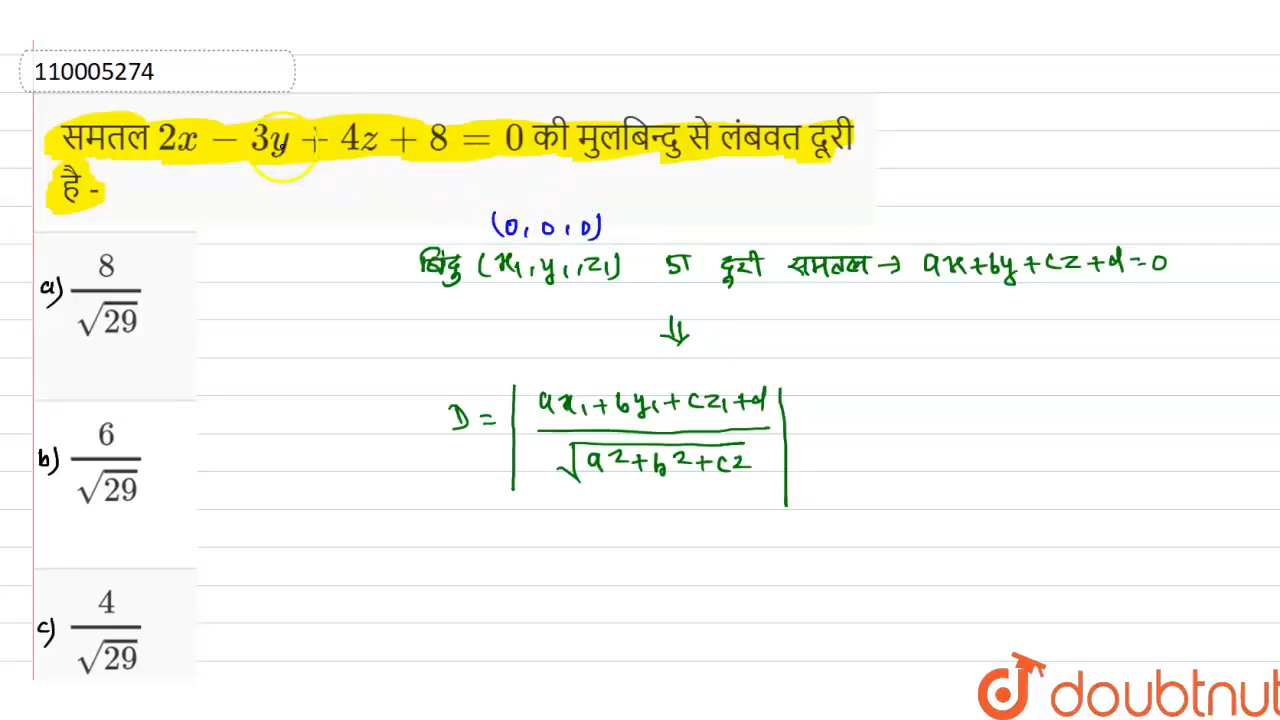 110005274
समतल 2x − 3y + 4z + 8 = 0 की मुलबिन्दु से लंबवत दूरी
है -
(0, 0, 0)
बिंदु (x₁, y₁, z₁) दूरी समतल → ax+by+cz+d=0
⇓
a) 8/√29
D = | (ax₁+by₁+cz₁+d)/√(a²+b²+c²) |
b) 6/√29
c) 4/√29
doubtnut